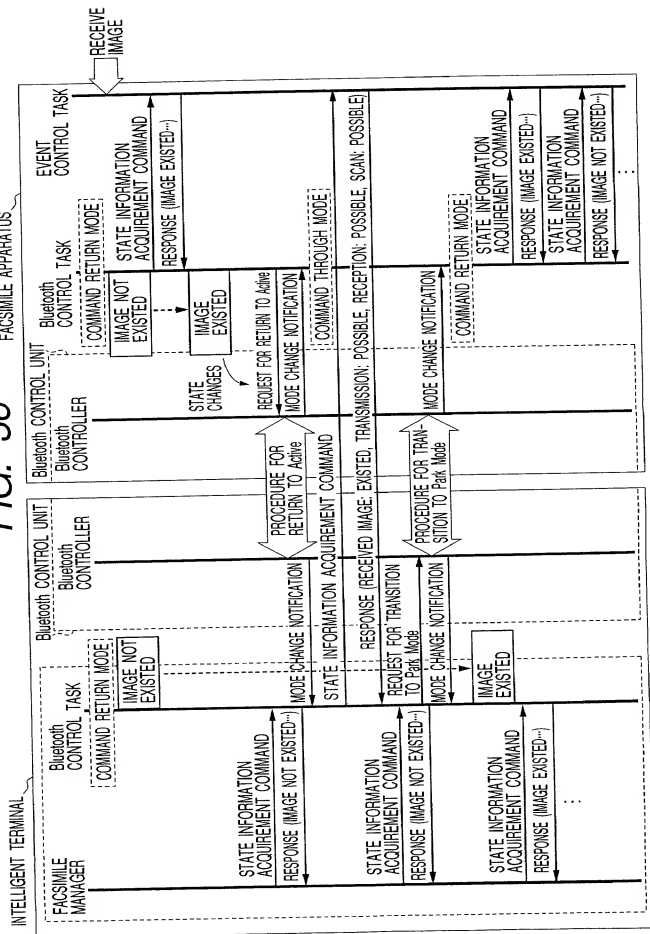 FIG.
INTELLIGENT TERMINAL
FACSIMILE APPARATUS
Bluetooth CONTROL UNIT
Bluetooth CONTROL UNIT
FACSIMILE
MANAGER
Bluetooth
CONTROL TASK
Bluetooth
CONTROLLER
Bluetooth
CONTROLLER
Bluetooth
CONTROL TASK
EVENT
CONTROL TASK
RECEIVE
IMAGE
COMMAND RETURN MODE
COMMAND RETURN MODE
IMAGE NOT
EXISTED
IMAGE NOT
EXISTED
STATE INFORMATION
ACQUIREMENT COMMAND
RESPONSE (IMAGE EXISTED···)
IMAGE
EXISTED
STATE
CHANGES
STATE INFORMATION
ACQUIREMENT COMMAND
RESPONSE (IMAGE NOT EXISTED···)
PROCEDURE FOR
RETURN TO Active
REQUEST FOR RETURN TO Active
MODE CHANGE NOTIFICATION
MODE CHANGE NOTIFICATION
COMMAND THROUGH MODE
STATE INFORMATION ACQUIREMENT COMMAND
RESPONSE (RECEIVED IMAGE: EXISTED, TRANSMISSION: POSSIBLE, RECEPTION: POSSIBLE, SCAN: POSSIBLE)
STATE INFORMATION
ACQUIREMENT COMMAND
RESPONSE (IMAGE NOT EXISTED···)
REQUEST FOR TRANSITION
TO Park Mode
PROCEDURE FOR TRAN-
SITION TO Park Mode
MODE CHANGE NOTIFICATION
MODE CHANGE NOTIFICATION
COMMAND RETURN MODE
IMAGE
EXISTED
STATE INFORMATION
ACQUIREMENT COMMAND
RESPONSE (IMAGE EXISTED···)
STATE INFORMATION
ACQUIREMENT COMMAND
RESPONSE (IMAGE EXISTED···)
STATE INFORMATION
ACQUIREMENT COMMAND
RESPONSE (IMAGE NOT EXISTED···)